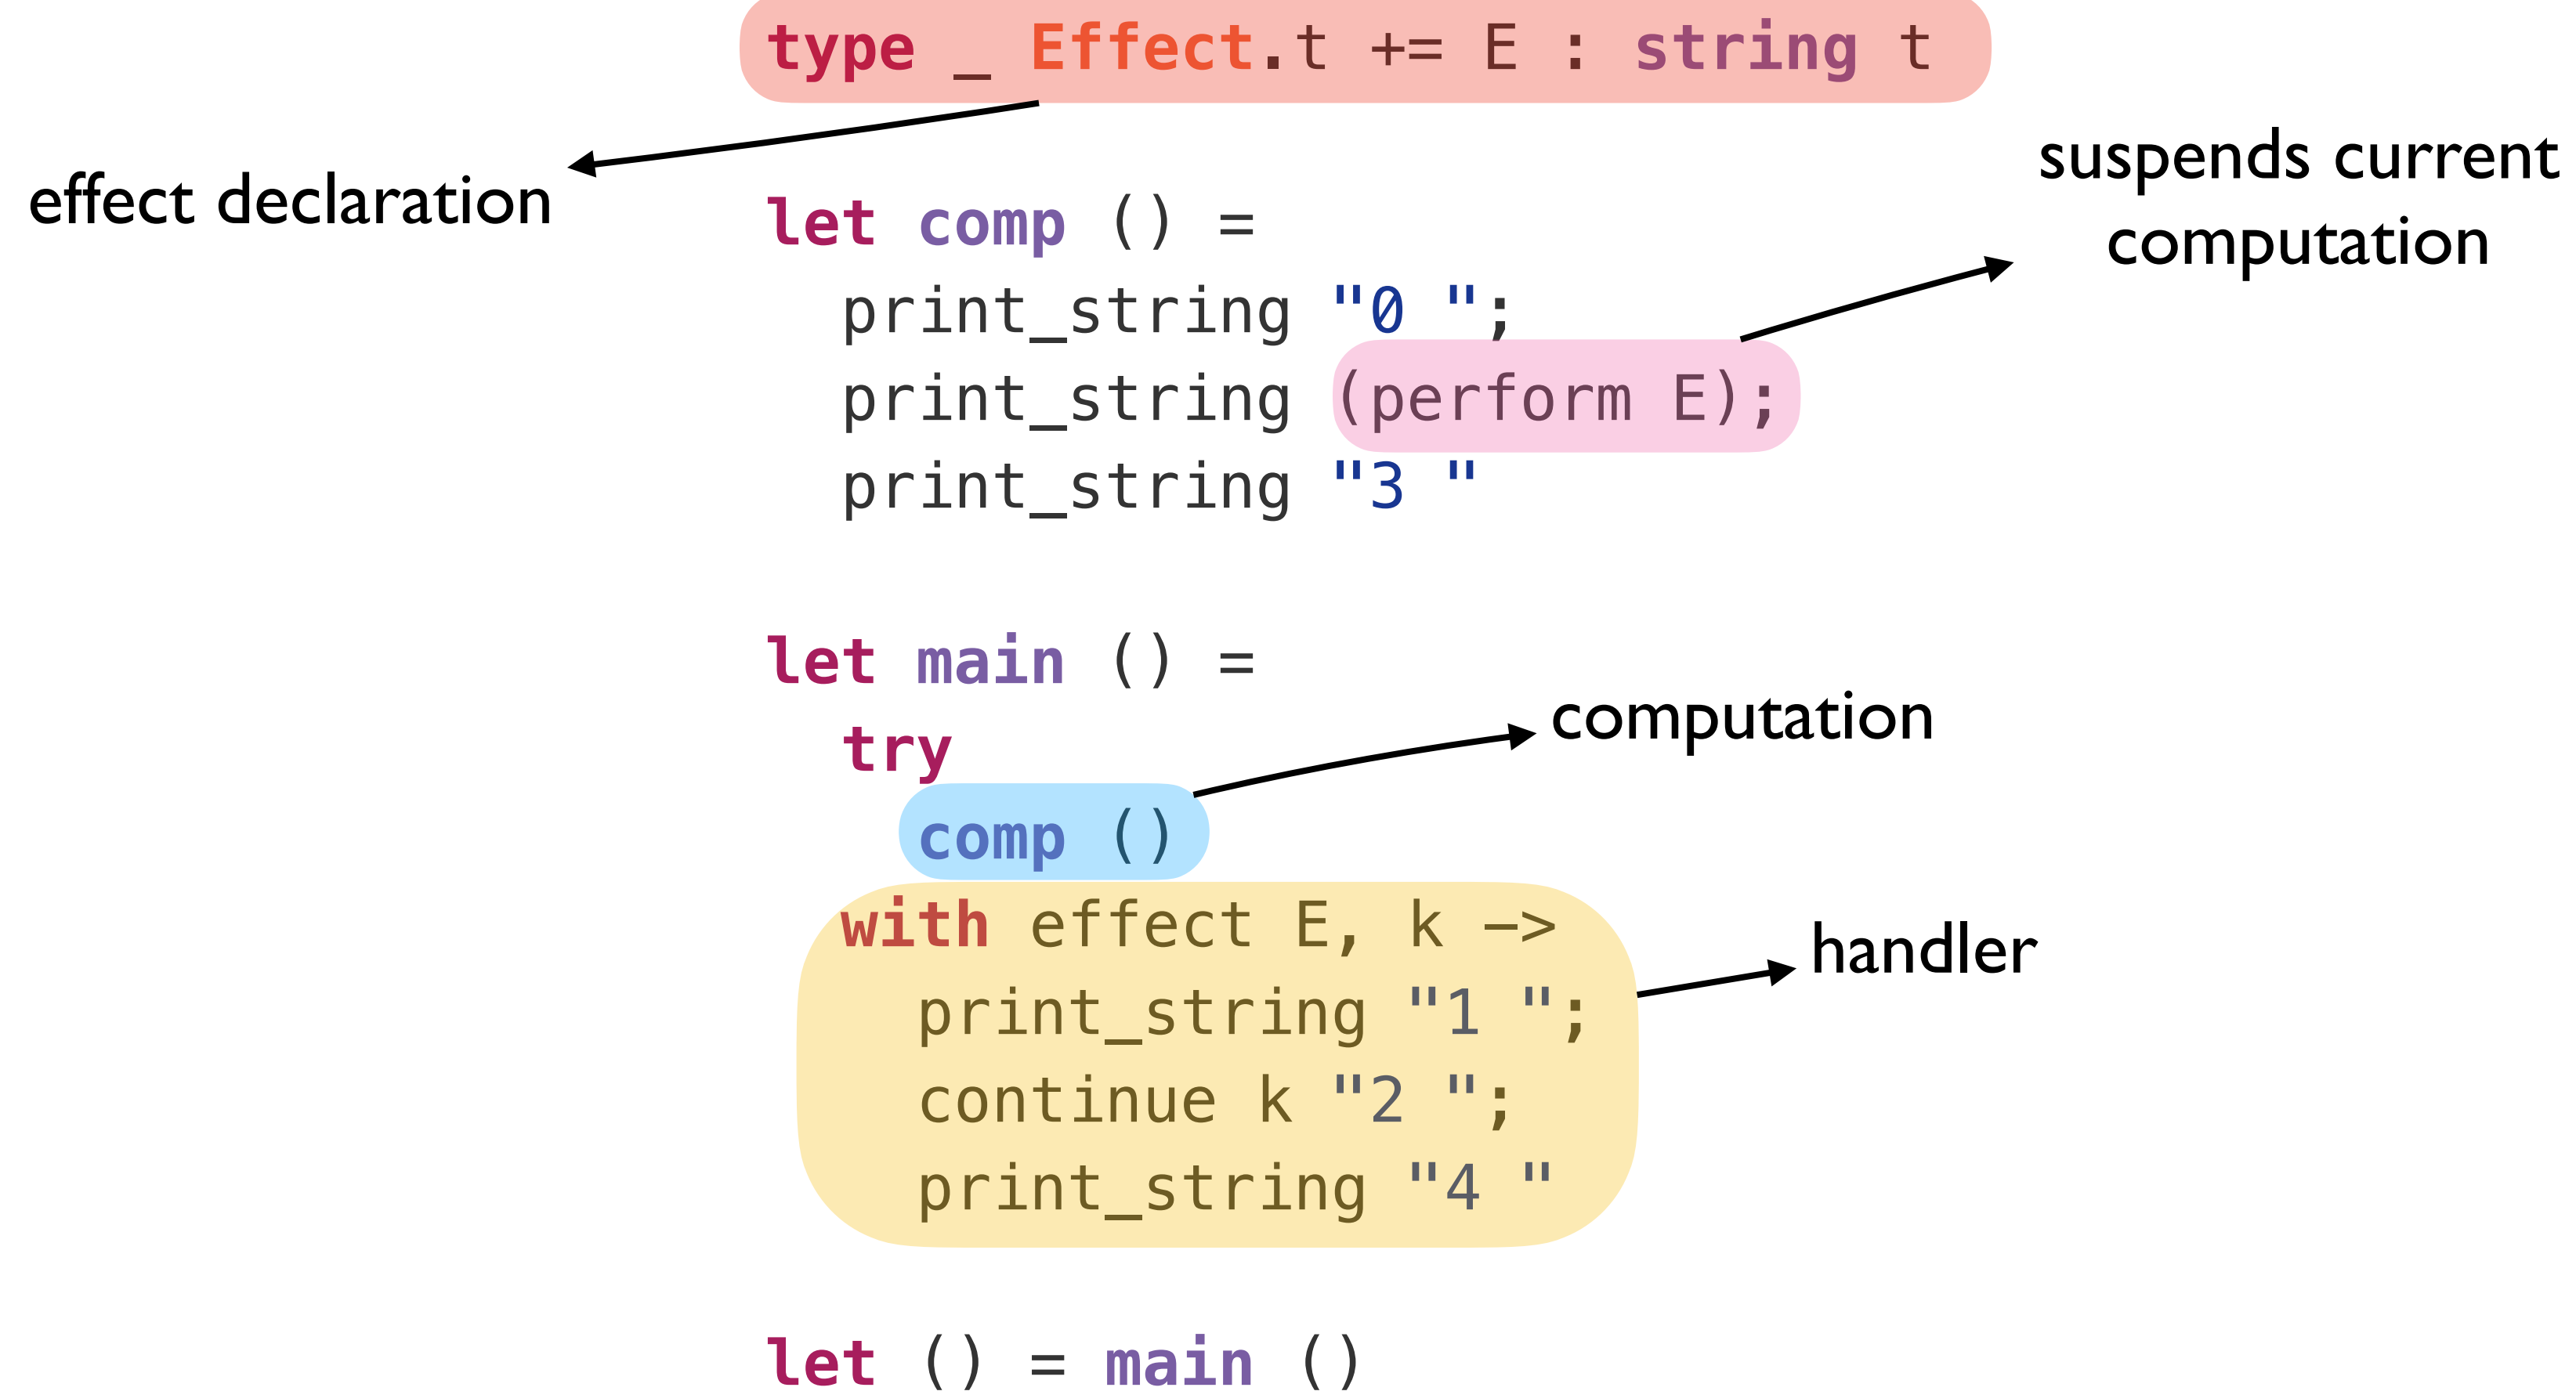 type _ Effect.t += E : string t
effect declaration
suspends current
computation
let comp () =
print_string "0 ";
print_string (perform E);
print_string "3 "
let main () =
try
computation
comp ()
with effect E, k ->
handler
print_string "1 ";
continue k "2 ";
print_string "4 "
let () = main ()